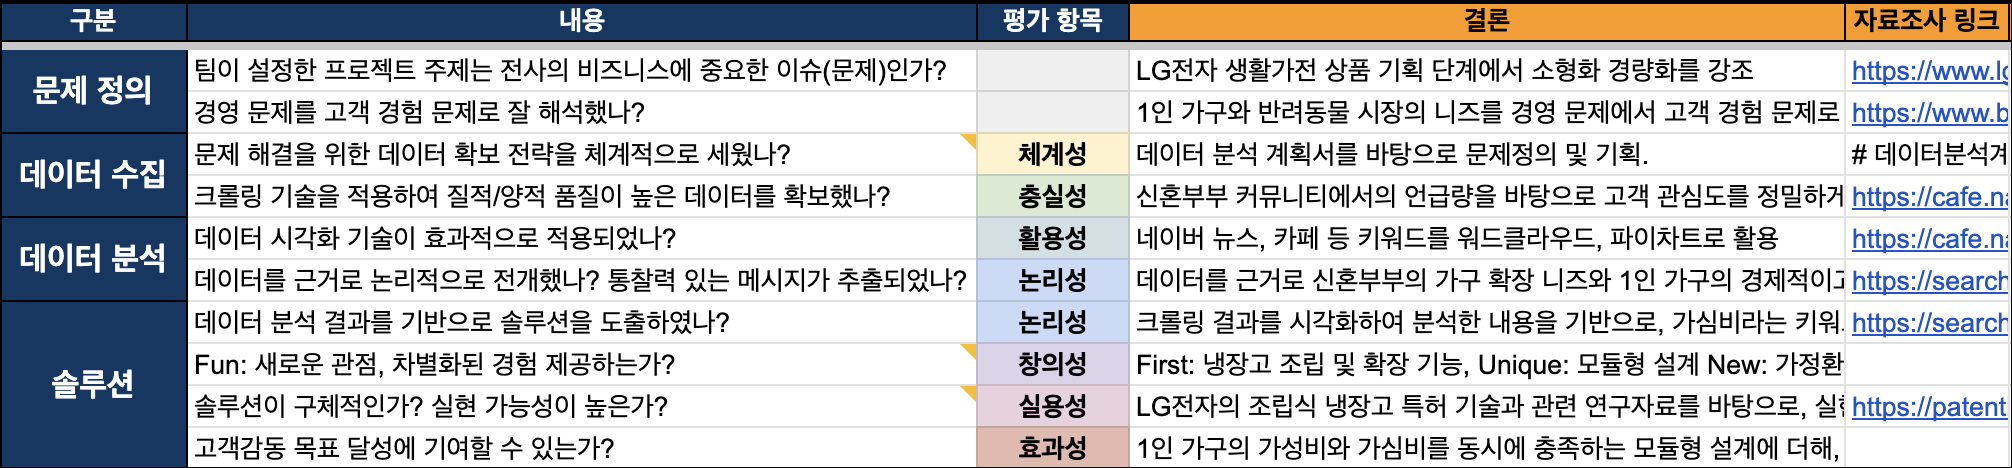 구분 내용 평가 항목 결론 자료조사 링크
문제 정의
팀이 설정한 프로젝트 주제는 전사의 비즈니스에 중요한 이슈(문제)인가? LG전자 생활가전 상품 기획 단계에서 소형화 경량화를 강조 https://www.lg
경영 문제를 고객 경험 문제로 잘 해석했나? 1인 가구와 반려동물 시장의 니즈를 경영 문제에서 고객 경험 문제로 https://www.b
데이터 수집
문제 해결을 위한 데이터 확보 전략을 체계적으로 세웠나? 체계성 데이터 분석 계획서를 바탕으로 문제정의 및 기획. # 데이터분석계
크롤링 기술을 적용하여 질적/양적 품질이 높은 데이터를 확보했나? 충실성 신혼부부 커뮤니티에서의 언급량을 바탕으로 고객 관심도를 정밀하게 https://cafe.na
데이터 분석
데이터 시각화 기술이 효과적으로 적용되었나? 활용성 네이버 뉴스, 카페 등 키워드를 워드클라우드, 파이차트로 활용 https://cafe.na
데이터를 근거로 논리적으로 전개했나? 통찰력 있는 메시지가 추출되었나? 논리성 데이터를 근거로 신혼부부의 가구 확장 니즈와 1인 가구의 경제적이고 https://search
솔루션
데이터 분석 결과를 기반으로 솔루션을 도출하였나? 논리성 크롤링 결과를 시각화하여 분석한 내용을 기반으로, 가심비라는 키워 https://search
Fun: 새로운 관점, 차별화된 경험 제공하는가? 창의성 First: 냉장고 조립 및 확장 기능, Unique: 모듈형 설계 New: 가정환
솔루션이 구체적인가? 실현 가능성이 높은가? 실용성 LG전자의 조립식 냉장고 특허 기술과 관련 연구자료를 바탕으로, 실현 https://patent
고객감동 목표 달성에 기여할 수 있는가? 효과성 1인 가구의 가성비와 가심비를 동시에 충족하는 모듈형 설계에 더해,